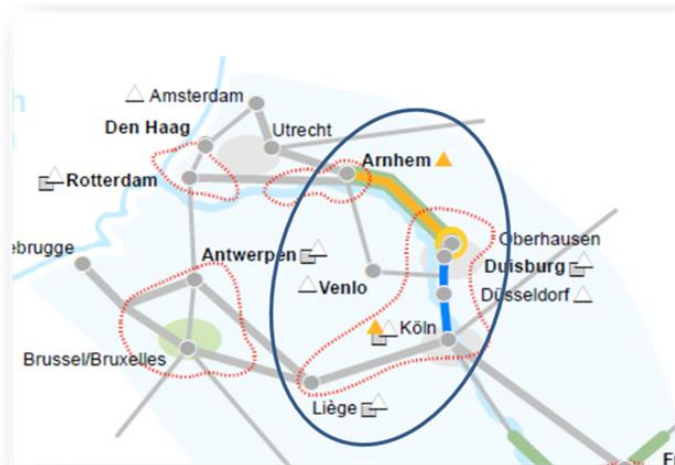 Amsterdam
Den Haag
Utrecht
Arnhem
Rotterdam
Oberhausen
ebrugge
Antwerpen
Duisburg
Venlo
Düsseldorf
Köln
Brussel/Bruxelles
Liège